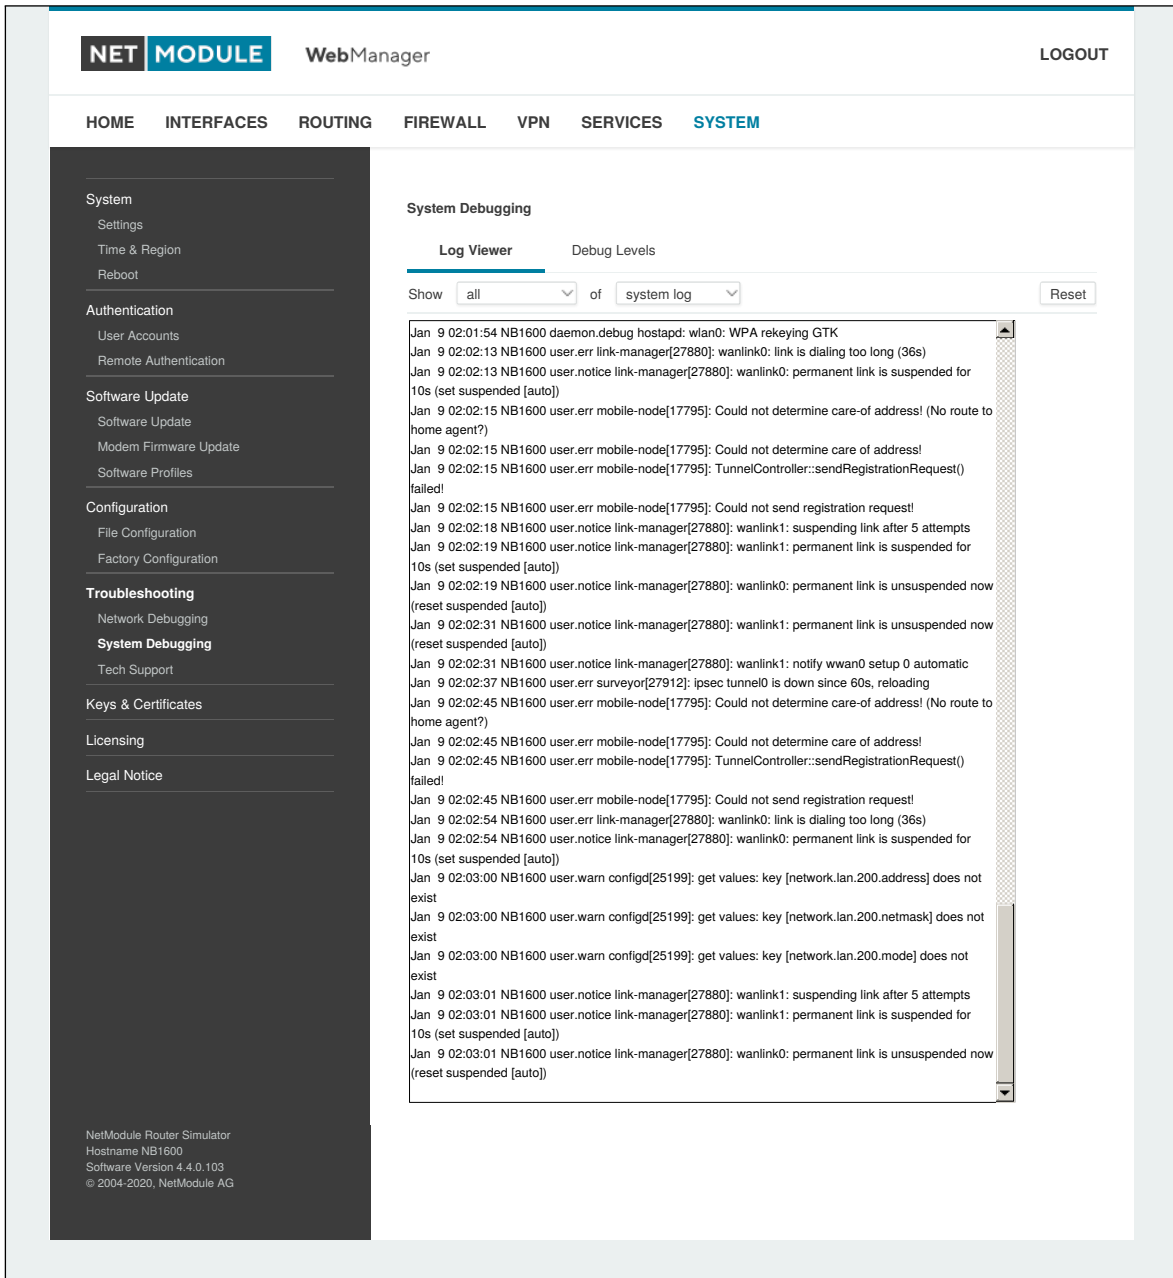 NET MODULE WebManager LOGOUT
HOME INTERFACES ROUTING FIREWALL VPN SERVICES SYSTEM
System
Settings
Time & Region
Reboot
Authentication
User Accounts
Remote Authentication
Software Update
Software Update
Modem Firmware Update
Software Profiles
Configuration
File Configuration
Factory Configuration
Troubleshooting
Network Debugging
System Debugging
Tech Support
Keys & Certificates
Licensing
Legal Notice
NetModule Router Simulator
Hostname NB1600
Software Version 4.4.0.103
© 2004-2020, NetModule AG
System Debugging
Log Viewer Debug Levels
Show all of system log Reset
Jan 9 02:01:54 NB1600 daemon.debug hostapd: wlan0: WPA rekeying GTK
Jan 9 02:02:13 NB1600 user.err link-manager[27880]: wanlink0: link is dialing too long (36s)
Jan 9 02:02:13 NB1600 user.notice link-manager[27880]: wanlink0: permanent link is suspended for
10s (set suspended [auto])
Jan 9 02:02:15 NB1600 user.err mobile-node[17795]: Could not determine care-of address! (No route to
home agent?)
Jan 9 02:02:15 NB1600 user.err mobile-node[17795]: Could not determine care of address!
Jan 9 02:02:15 NB1600 user.err mobile-node[17795]: TunnelController::sendRegistrationRequest()
failed!
Jan 9 02:02:15 NB1600 user.err mobile-node[17795]: Could not send registration request!
Jan 9 02:02:18 NB1600 user.notice link-manager[27880]: wanlink1: suspending link after 5 attempts
Jan 9 02:02:19 NB1600 user.notice link-manager[27880]: wanlink1: permanent link is suspended for
10s (set suspended [auto])
Jan 9 02:02:19 NB1600 user.notice link-manager[27880]: wanlink0: permanent link is unsuspended now
(reset suspended [auto])
Jan 9 02:02:31 NB1600 user.notice link-manager[27880]: wanlink1: permanent link is unsuspended now
(reset suspended [auto])
Jan 9 02:02:31 NB1600 user.notice link-manager[27880]: wanlink1: notify wwan0 setup 0 automatic
Jan 9 02:02:37 NB1600 user.err surveyor[27912]: ipsec tunnel0 is down since 60s, reloading
Jan 9 02:02:45 NB1600 user.err mobile-node[17795]: Could not determine care-of address! (No route to
home agent?)
Jan 9 02:02:45 NB1600 user.err mobile-node[17795]: Could not determine care of address!
Jan 9 02:02:45 NB1600 user.err mobile-node[17795]: TunnelController::sendRegistrationRequest()
failed!
Jan 9 02:02:45 NB1600 user.err mobile-node[17795]: Could not send registration request!
Jan 9 02:02:54 NB1600 user.err link-manager[27880]: wanlink0: link is dialing too long (36s)
Jan 9 02:02:54 NB1600 user.notice link-manager[27880]: wanlink0: permanent link is suspended for
10s (set suspended [auto])
Jan 9 02:03:00 NB1600 user.warn configd[25199]: get values: key [network.lan.200.address] does not
exist
Jan 9 02:03:00 NB1600 user.warn configd[25199]: get values: key [network.lan.200.netmask] does not
exist
Jan 9 02:03:00 NB1600 user.warn configd[25199]: get values: key [network.lan.200.mode] does not
exist
Jan 9 02:03:01 NB1600 user.notice link-manager[27880]: wanlink1: suspending link after 5 attempts
Jan 9 02:03:01 NB1600 user.notice link-manager[27880]: wanlink1: permanent link is suspended for
10s (set suspended [auto])
Jan 9 02:03:01 NB1600 user.notice link-manager[27880]: wanlink0: permanent link is unsuspended now
(reset suspended [auto])